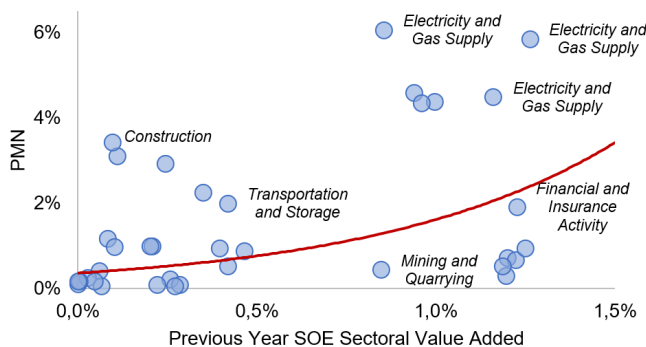 6%
4%
2%
0%
PMN
Electricity and
Gas Supply
Electricity and
Gas Supply
Electricity and
Gas Supply
Construction
Transportation
and Storage
Financial and
Insurance
Activity
Mining and
Quarrying
0,0%
0,5%
1,0%
1,5%
Previous Year SOE Sectoral Value Added